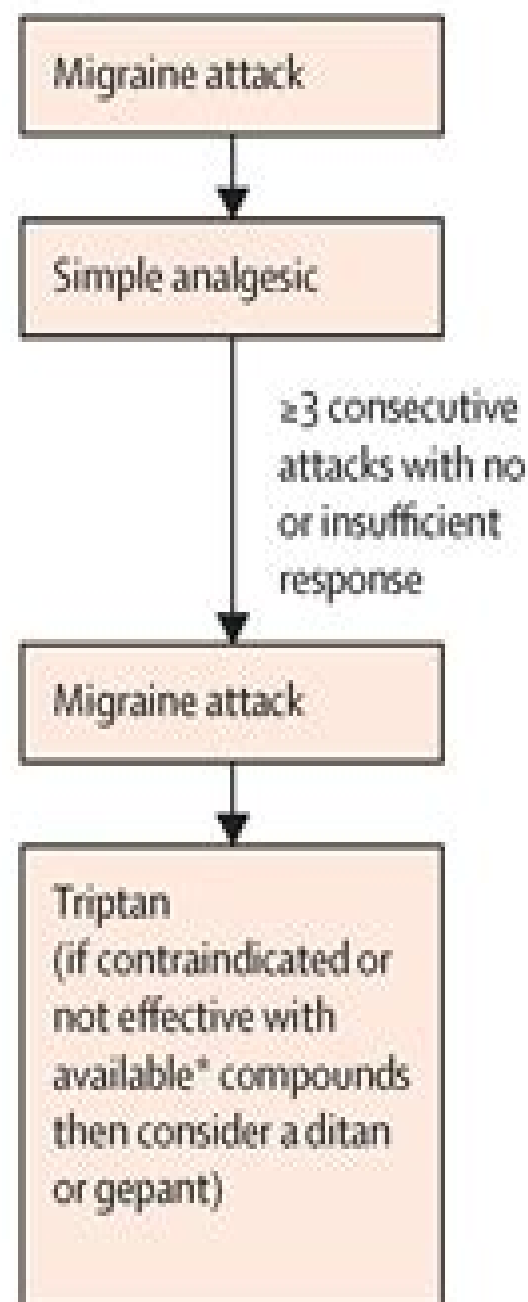 Migraine attack
Simple analgesic
≥3 consecutive
attacks with no
or insufficient
response
Migraine attack
Triptan
(if contraindicated or
not effective with
available* compounds
then consider a ditan
or gepant)